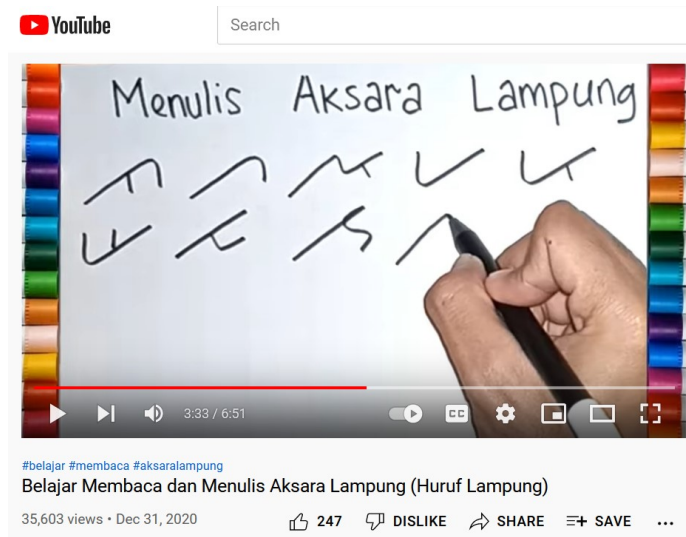 YouTube
Search
Menulis Aksara Lampung
3:33 / 6:51 CC
#belajar #membaca #aksaralampung
Belajar Membaca dan Menulis Aksara Lampung (Huruf Lampung)
35,603 views • Dec 31, 2020 247 DISLIKE SHARE SAVE ...